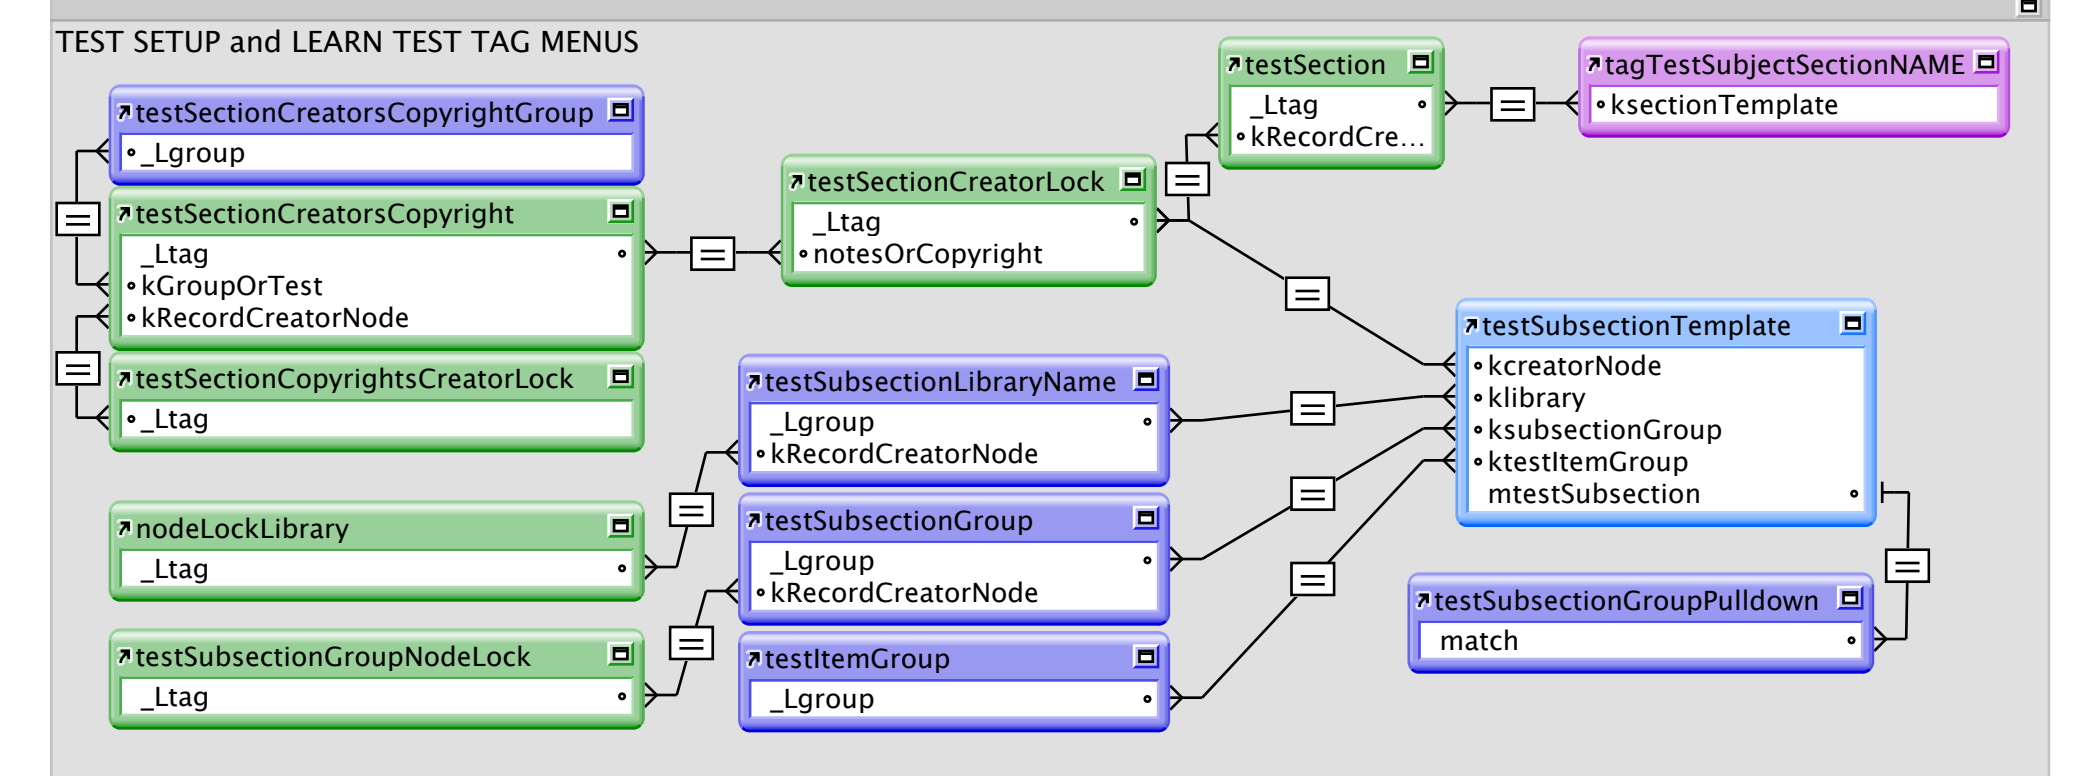 TEST SETUP and LEARN TEST TAG MENUS
testSectionCreatorsCopyrightGroup
_Lgroup
testSectionCreatorsCopyright
_Ltag
kGroupOrTest
kRecordCreatorNode
testSectionCopyrightsCreatorLock
_Ltag
nodeLockLibrary
_Ltag
testSubsectionGroupNodeLock
_Ltag
testSectionCreatorLock
_Ltag
notesOrCopyright
testSubsectionLibraryName
_Lgroup
kRecordCreatorNode
testSubsectionGroup
_Lgroup
kRecordCreatorNode
testItemGroup
_Lgroup
testSection
_Ltag
kRecordCre...
tagTestSubjectSectionNAME
ksectionTemplate
testSubsectionTemplate
kcreatorNode
klibrary
ksubsectionGroup
ktestItemGroup
mtestSubsection
testSubsectionGroupPulldown
match